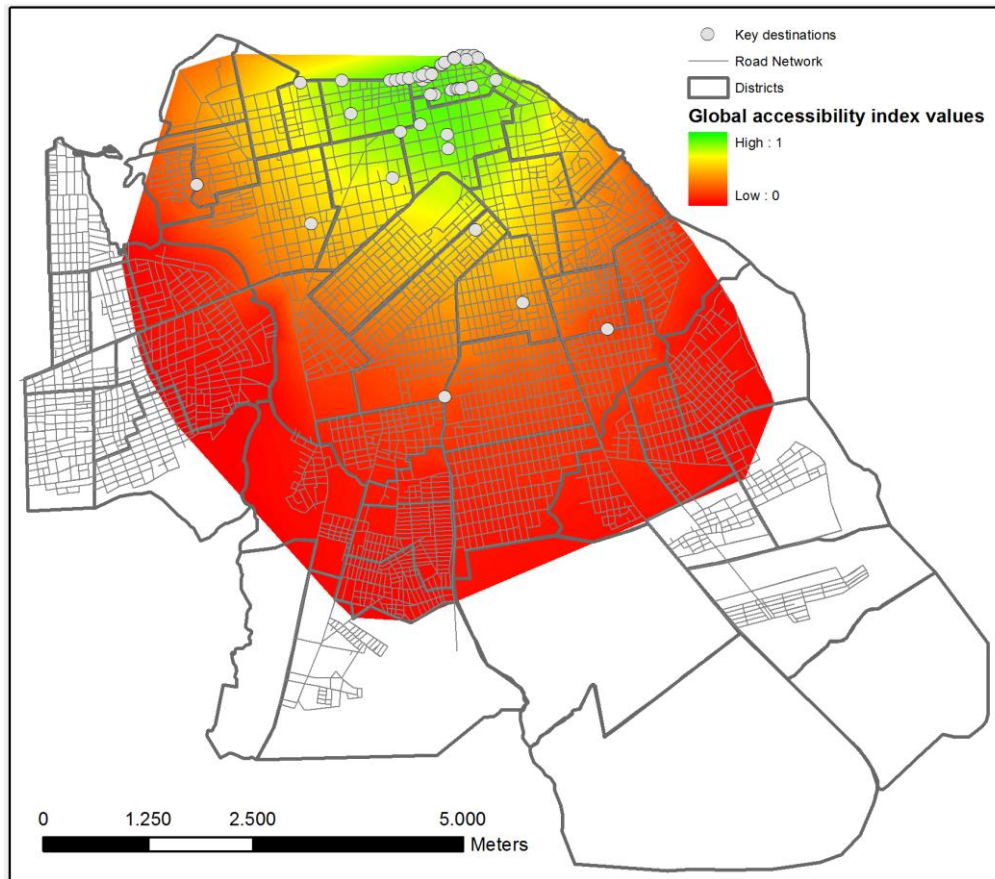 Key destinations
Road Network
Districts
Global accessibility index values
High : 1
Low : 0
0 1.250 2.500 5.000
Meters